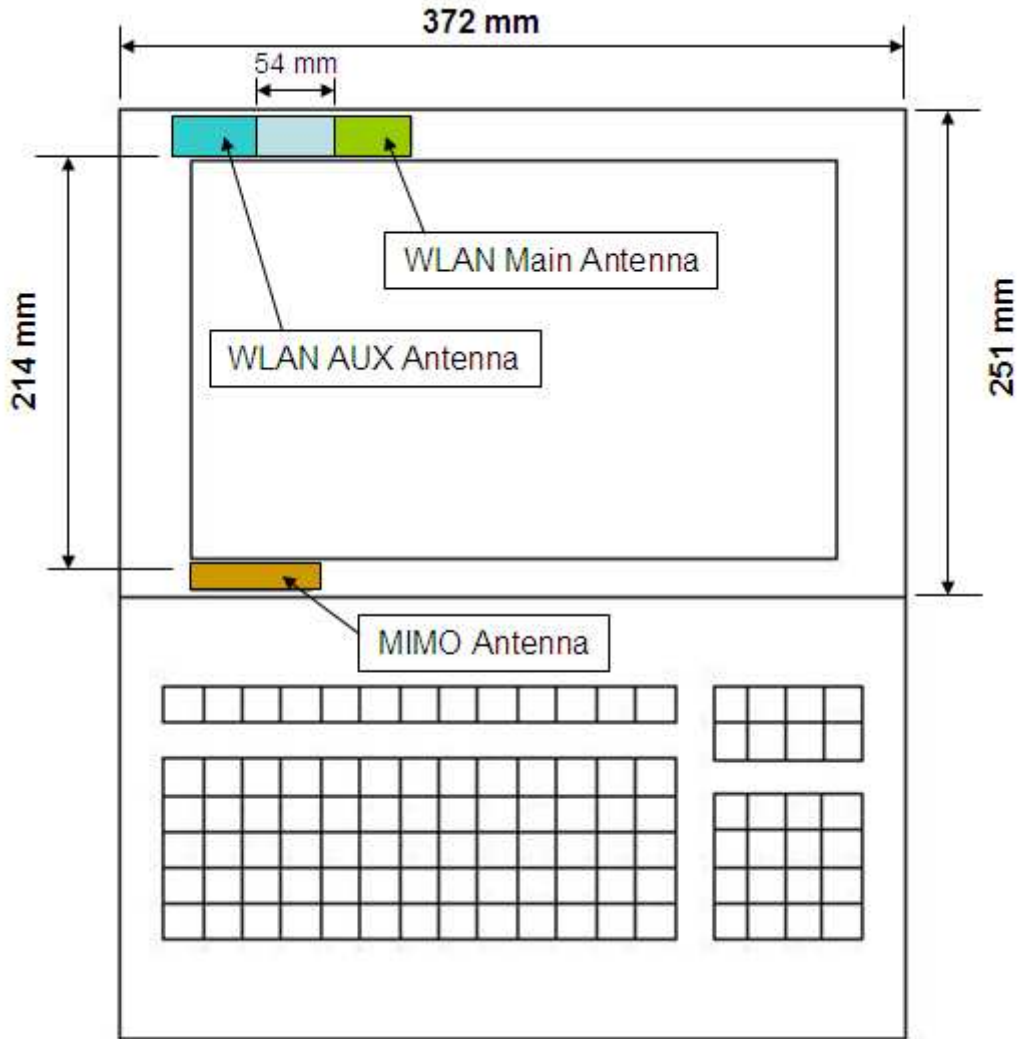 372 mm
54 mm
WLAN Main Antenna
WLAN AUX Antenna
214 mm
251 mm
MIMO Antenna